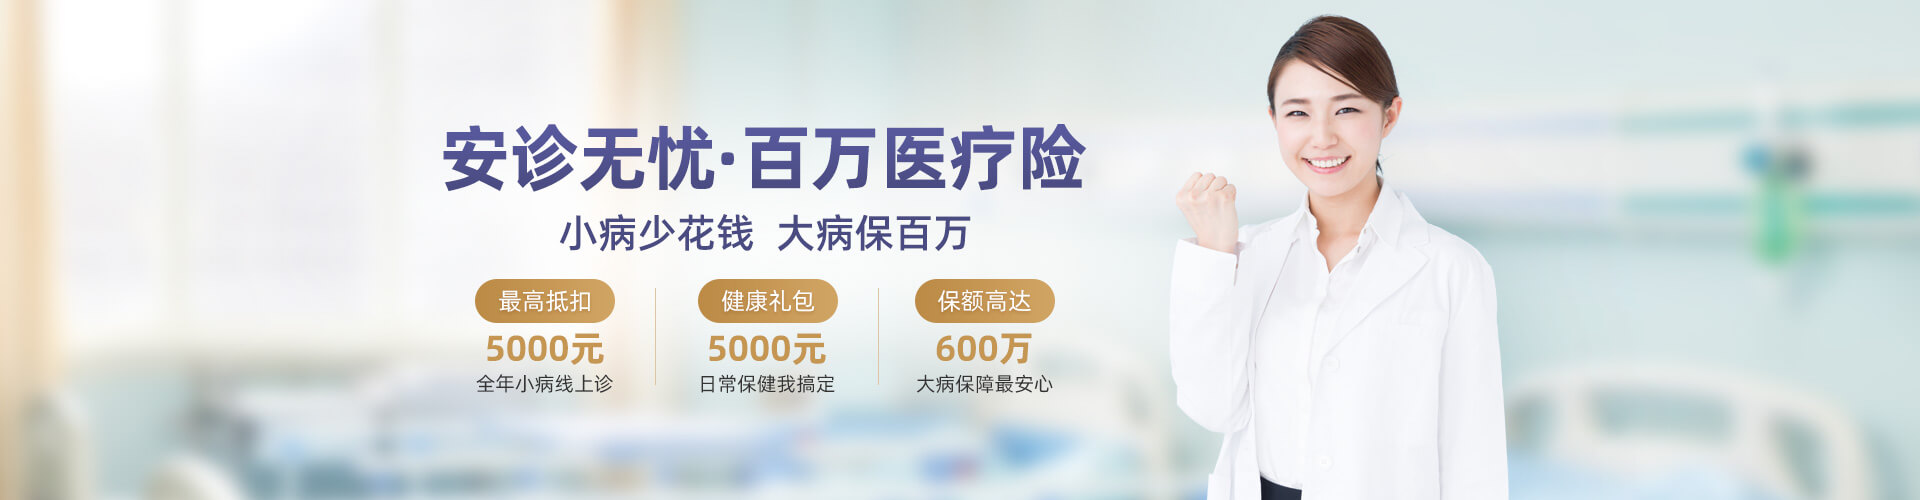 安诊无忧·百万医疗险
小病少花钱 大病保百万
最高抵扣
5000元
全年小病线上诊
健康礼包
5000元
日常保健我搞定
保额高达
600万
大病保障最安心